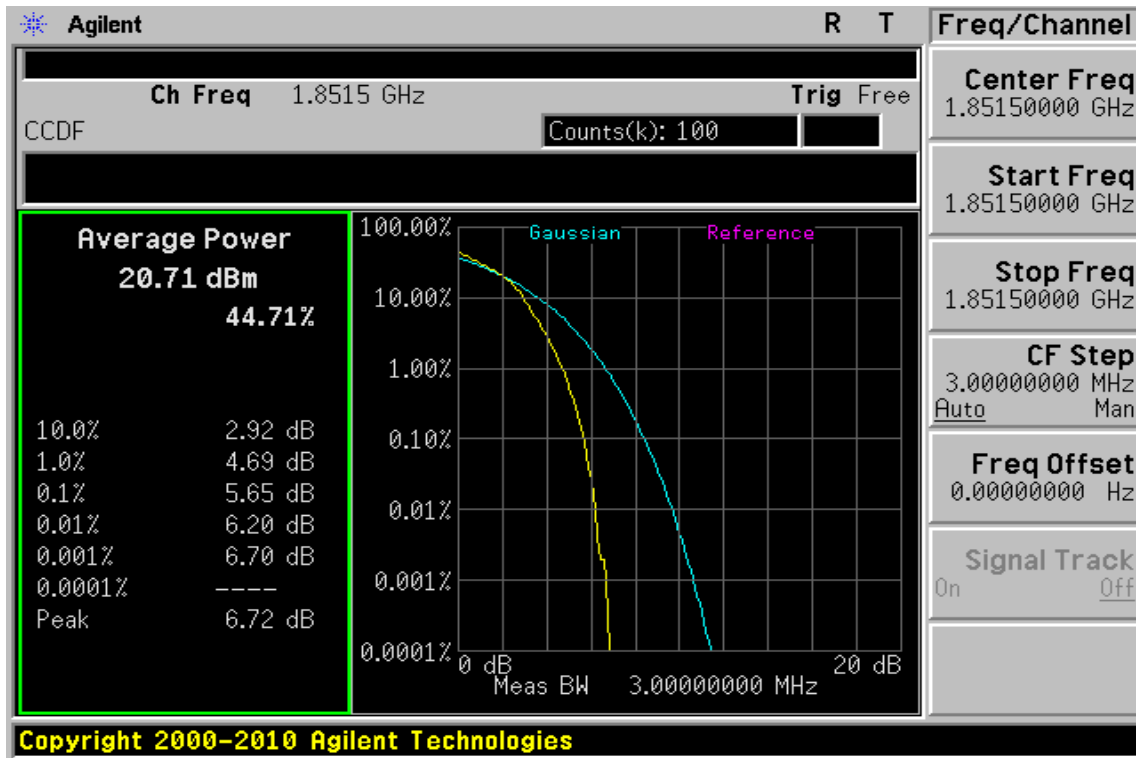 Agilent R T
Ch Freq 1.8515 GHz Trig Free
CCDF Counts(k): 100
Average Power
20.71 dBm
44.71%
10.0% 2.92 dB
1.0% 4.69 dB
0.1% 5.65 dB
0.01% 6.20 dB
0.001% 6.70 dB
0.0001% ----
Peak 6.72 dB
Gaussian Reference
100.00%
10.00%
1.00%
0.10%
0.01%
0.001%
0.0001%
0 dB 20 dB
Meas BW 3.00000000 MHz
Freq/Channel
Center Freq
1.85150000 GHz
Start Freq
1.85150000 GHz
Stop Freq
1.85150000 GHz
CF Step
3.00000000 MHz
Auto Man
Freq Offset
0.00000000 Hz
Signal Track
On Off
Copyright 2000-2010 Agilent Technologies